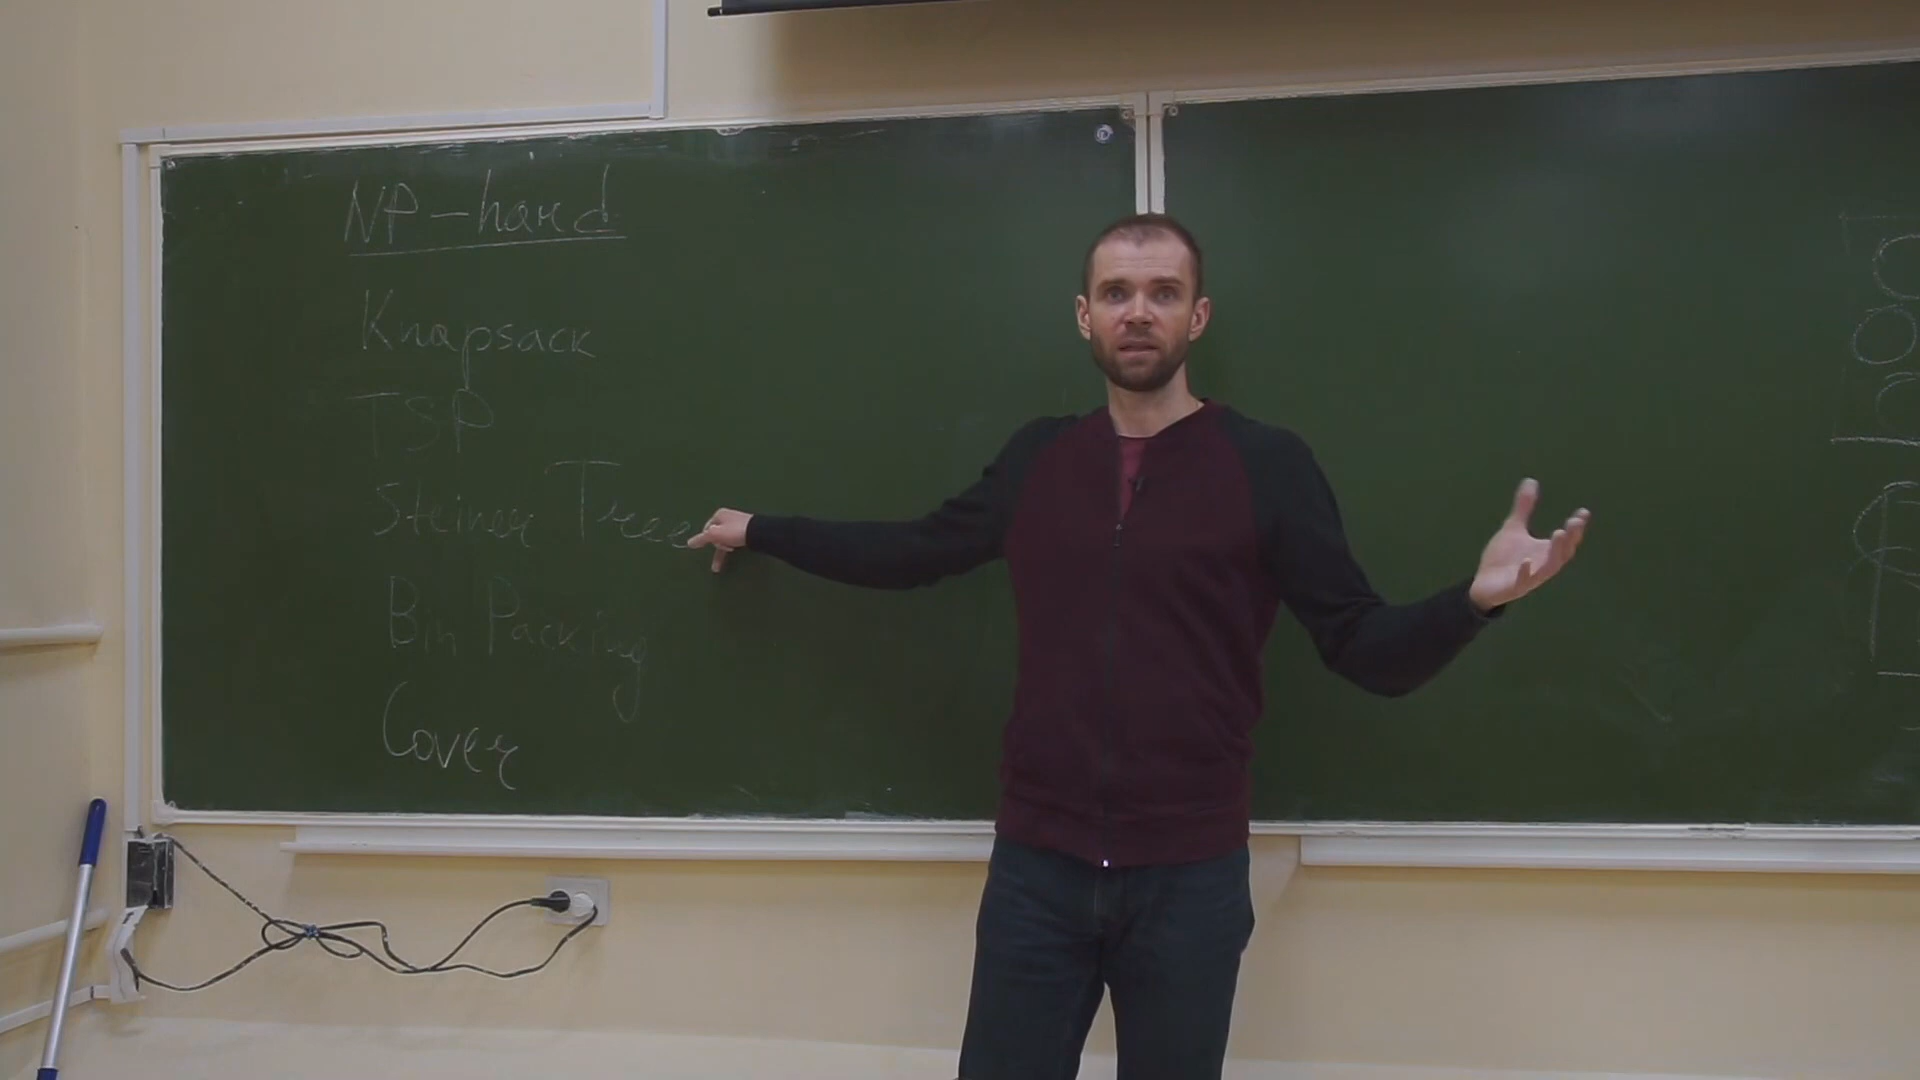 NP-hard
Knapsack
TSP
Steiner Tree
Bin Packing
Cover